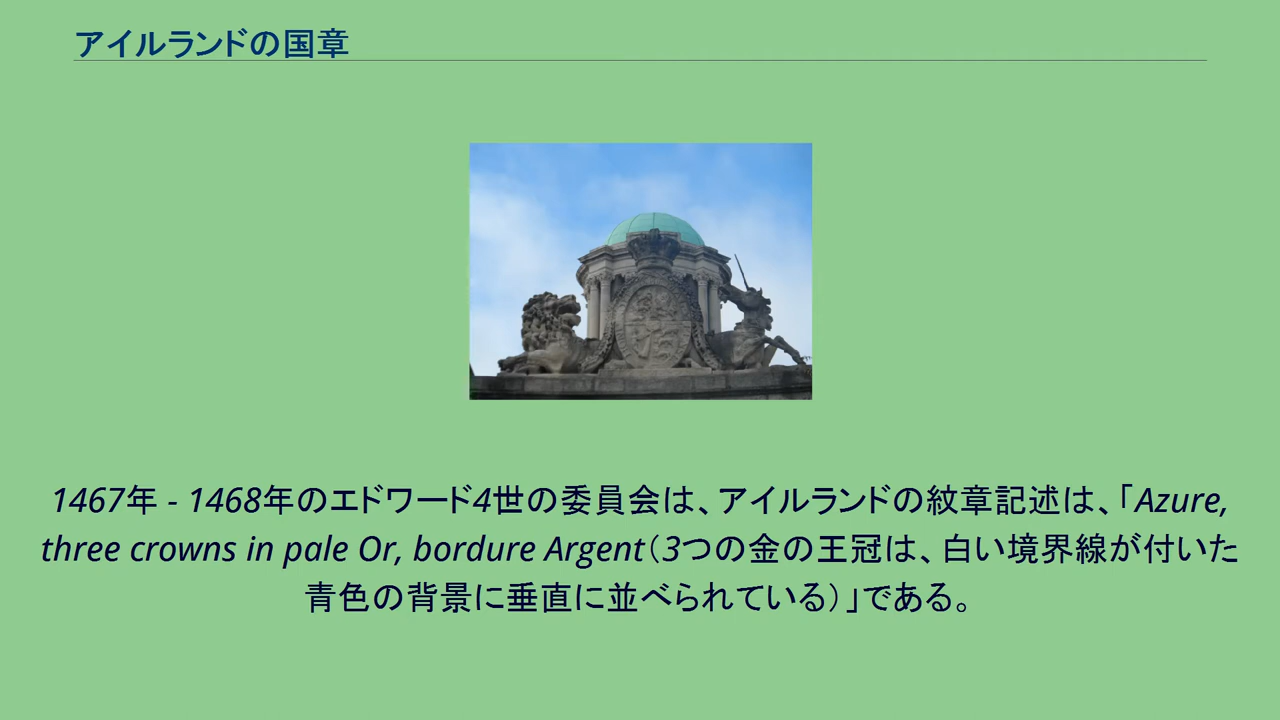 アイルランドの国章
1467年 - 1468年のエドワード4世の委員会は、アイルランドの紋章記述は、「Azure,
three crowns in pale Or, bordure Argent（3つの金の王冠は、白い境界線が付いた
青色の背景に垂直に並べられている）」である。